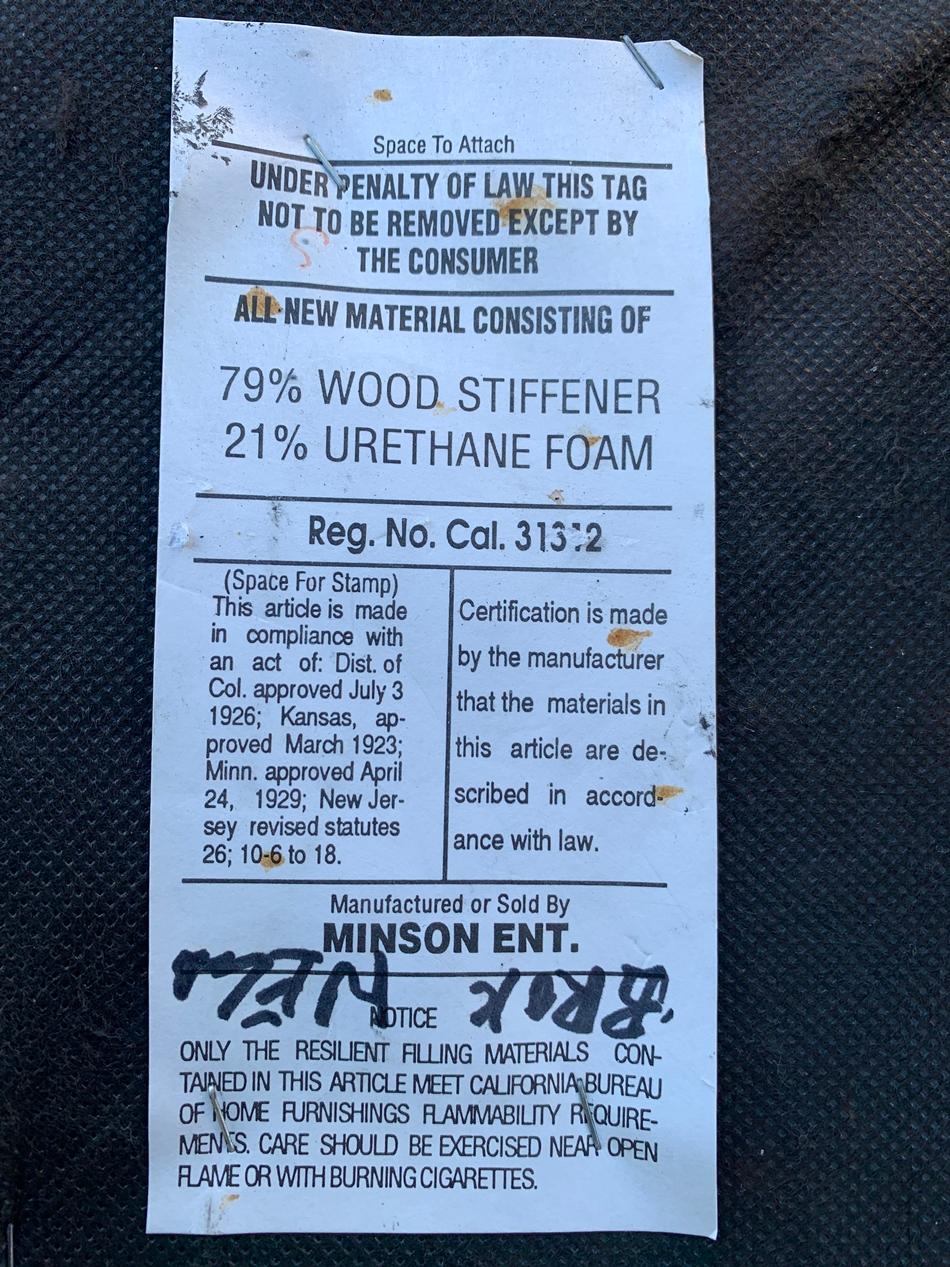 Space To Attach
UNDER PENALTY OF LAW THIS TAG
NOT TO BE REMOVED EXCEPT BY
THE CONSUMER
ALL NEW MATERIAL CONSISTING OF
79% WOOD STIFFENER
21% URETHANE FOAM
Reg. No. Cal.
(Space For Stamp)
This article is made
in compliance with
an act of: Dist. of
Col. approved July 3
1926; Kansas, ap-
proved March 1923;
Minn. approved April
24, 1929; New Jer-
sey revised statutes
26; 10-6 to 18.
Certification is made
by the manufacturer
that the materials in
this article are de-
scribed in accord-
ance with law.
Manufactured or Sold By
MINSON ENT.
NOTICE
ONLY THE RESILIENT FILLING MATERIALS CON-
TAINED IN THIS ARTICLE MEET CALIFORNIA BUREAU
OF HOME FURNISHINGS FLAMMABILITY REQUIRE-
MENTS. CARE SHOULD BE EXERCISED NEAR OPEN
FLAME OR WITH BURNING CIGARETTES.